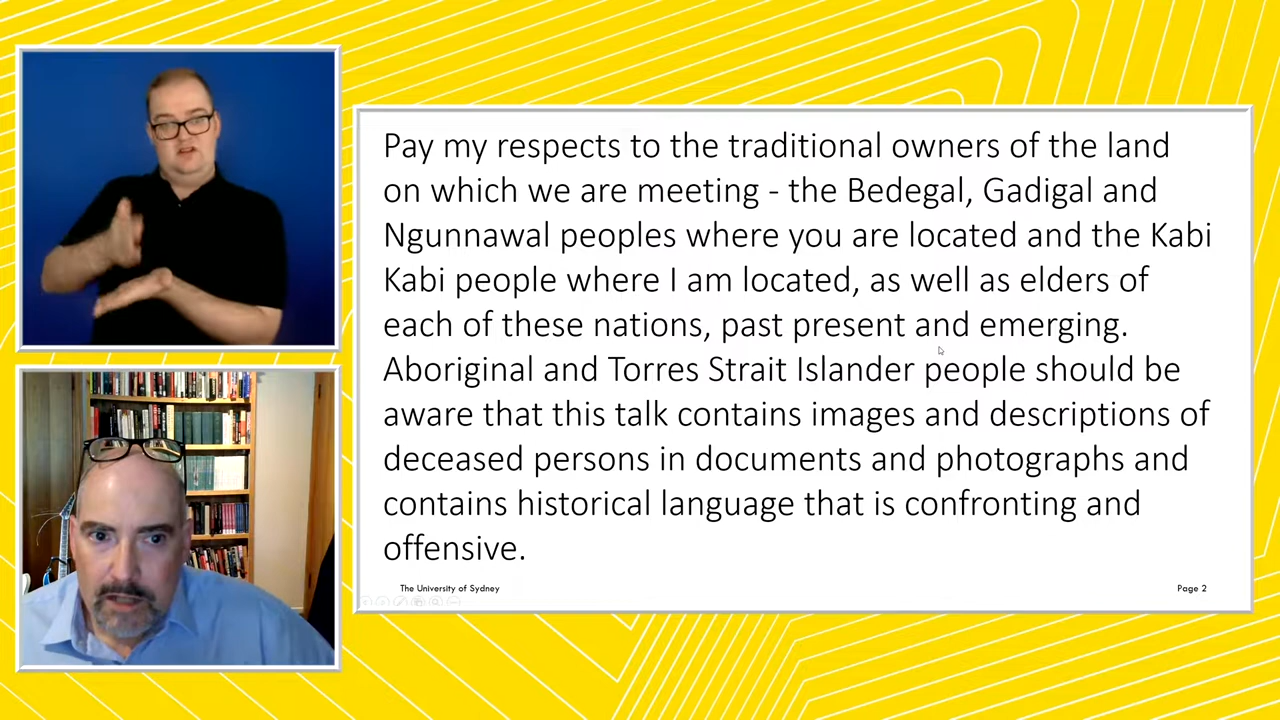 Pay my respects to the traditional owners of the land
on which we are meeting - the Bedegal, Gadigal and
Ngunnawal peoples where you are located and the Kabi
Kabi people where I am located, as well as elders of
each of these nations, past present and emerging.
Aboriginal and Torres Strait Islander people should be
aware that this talk contains images and descriptions of
deceased persons in documents and photographs and
contains historical language that is confronting and
offensive.
The University of Sydney
Page 2